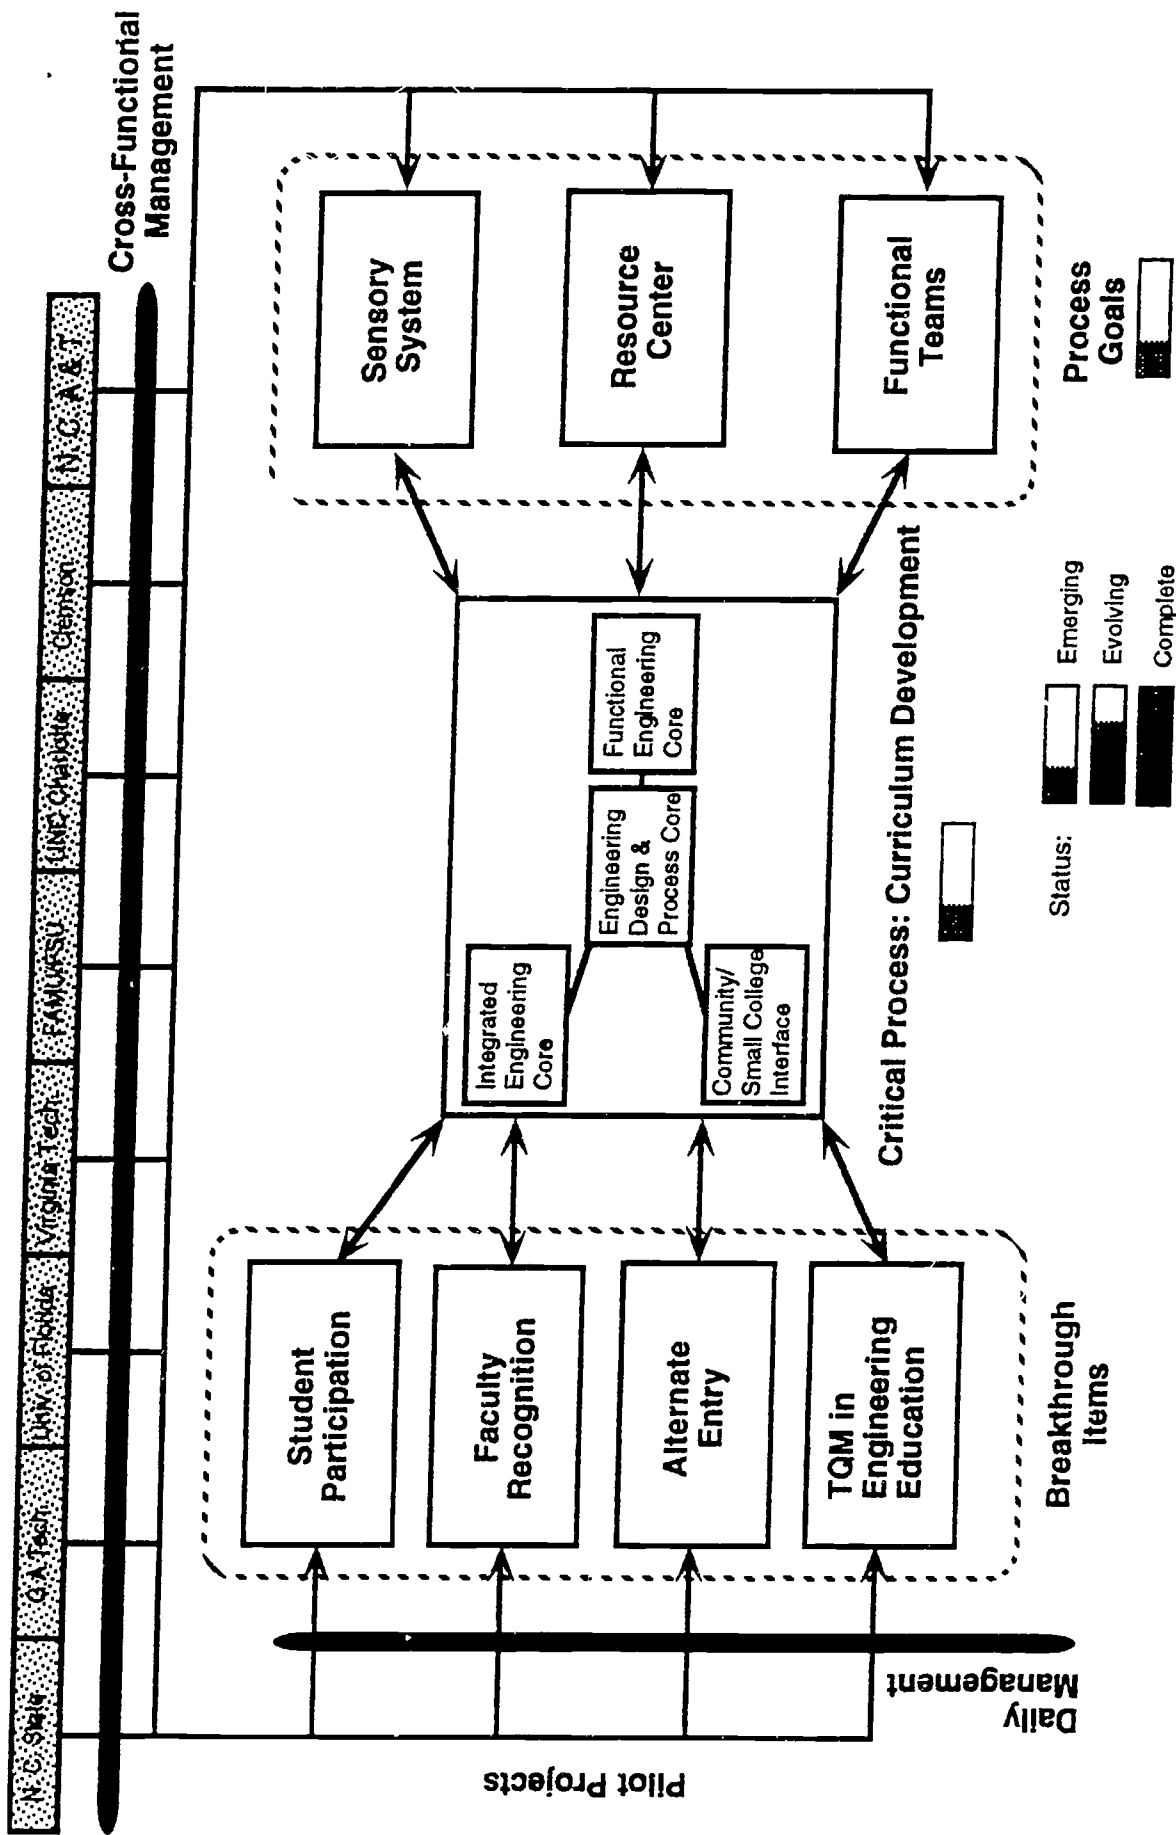 N. C. State
G A Tech
Univ. of Florida
Virginia Tech.
FAMU/FSU
UNC Charlotte
Clemson
N. C. A & T
Cross-Functional
Management
Pilot Projects
Daily
Management
Student
Participation
Faculty
Recognition
Alternate
Entry
TQM in
Engineering
Education
Breakthrough
Items
Integrated
Engineering
Core
Community/
Small College
Interface
Engineering
Design &
Process Core
Functional
Engineering
Core
Critical Process: Curriculum Development
Sensory
System
Resource
Center
Functional
Teams
Process
Goals
Status:
Emerging
Evolving
Complete